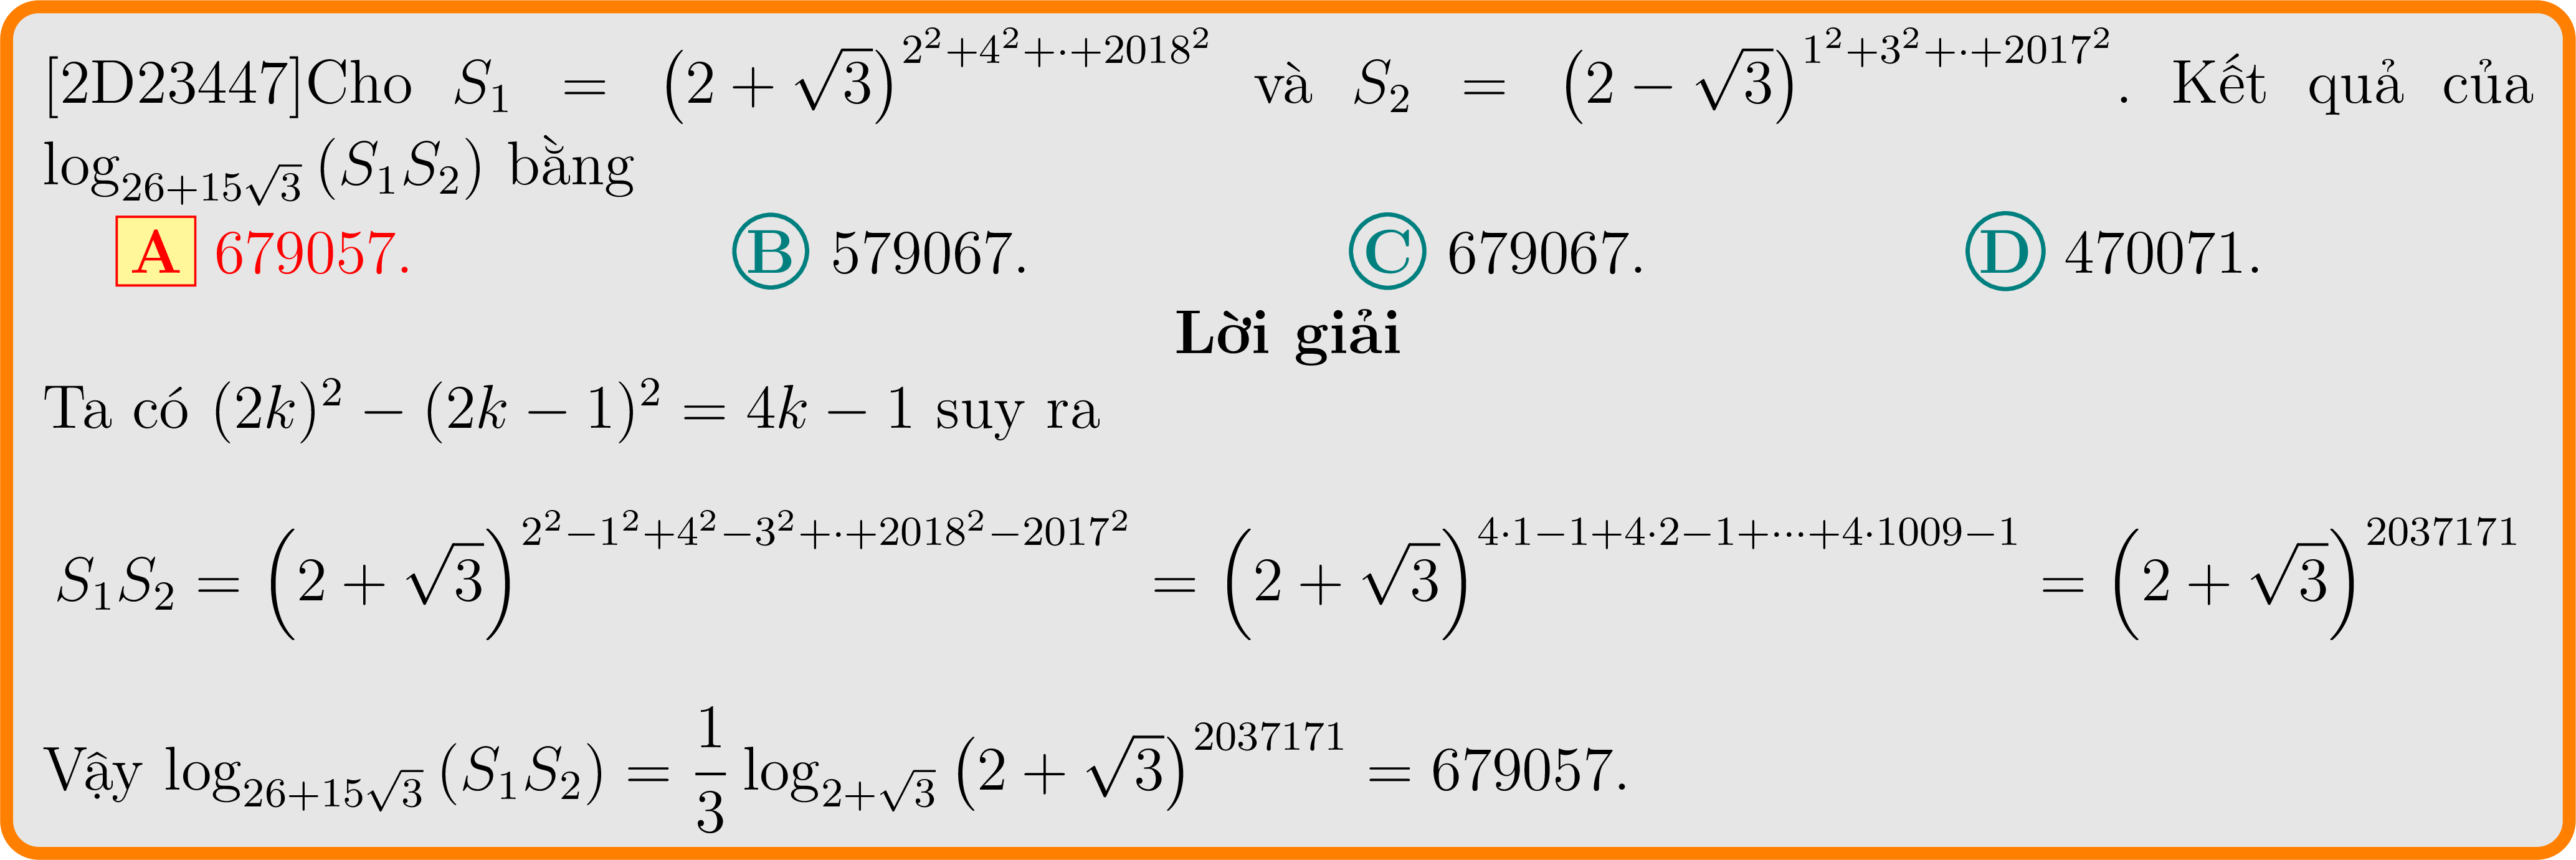 [2D23447]Cho $S_1 = \left(2+\sqrt{3}\right)^{2^2+4^2+\cdot+2018^2}$ và $S_2 = \left(2-\sqrt{3}\right)^{1^2+3^2+\cdot+2017^2}$. Kết quả của
$\log_{26+15\sqrt{3}}(S_1S_2)$ bằng
A 679057. B 579067. C 679067. D 470071.
Lời giải
Ta có $(2k)^2-(2k-1)^2=4k-1$ suy ra
$S_1S_2 = \left(2+\sqrt{3}\right)^{2^2-1^2+4^2-3^2+\cdot+2018^2-2017^2} = \left(2+\sqrt{3}\right)^{4\cdot1-1+4\cdot2-1+\cdots+4\cdot1009-1} = \left(2+\sqrt{3}\right)^{2037171}$
Vậy $\log_{26+15\sqrt{3}}(S_1S_2) = \frac{1}{3}\log_{2+\sqrt{3}}\left(2+\sqrt{3}\right)^{2037171} = 679057.$